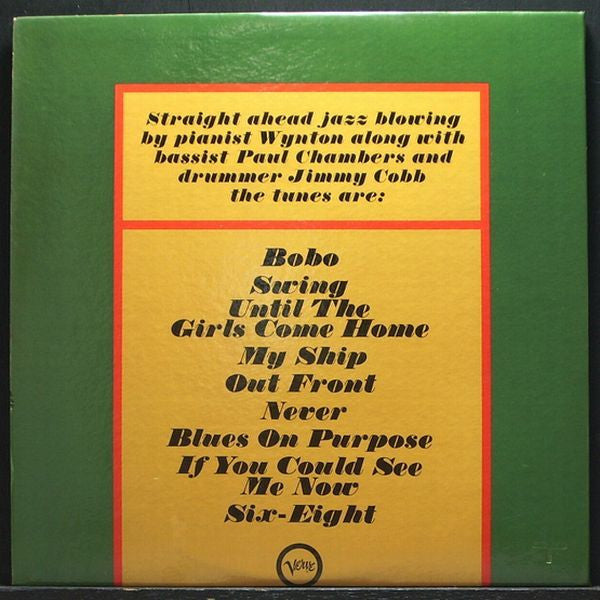 Straight ahead jazz blowing
by pianist Wynton along with
bassist Paul Chambers and
drummer Jimmy Cobb
the tunes are:
Bobo
Swing
Until The
Girls Come Home
My Ship
Out Front
Never
Blues On Purpose
If You Could See
Me Now
Six-Eight
Verve